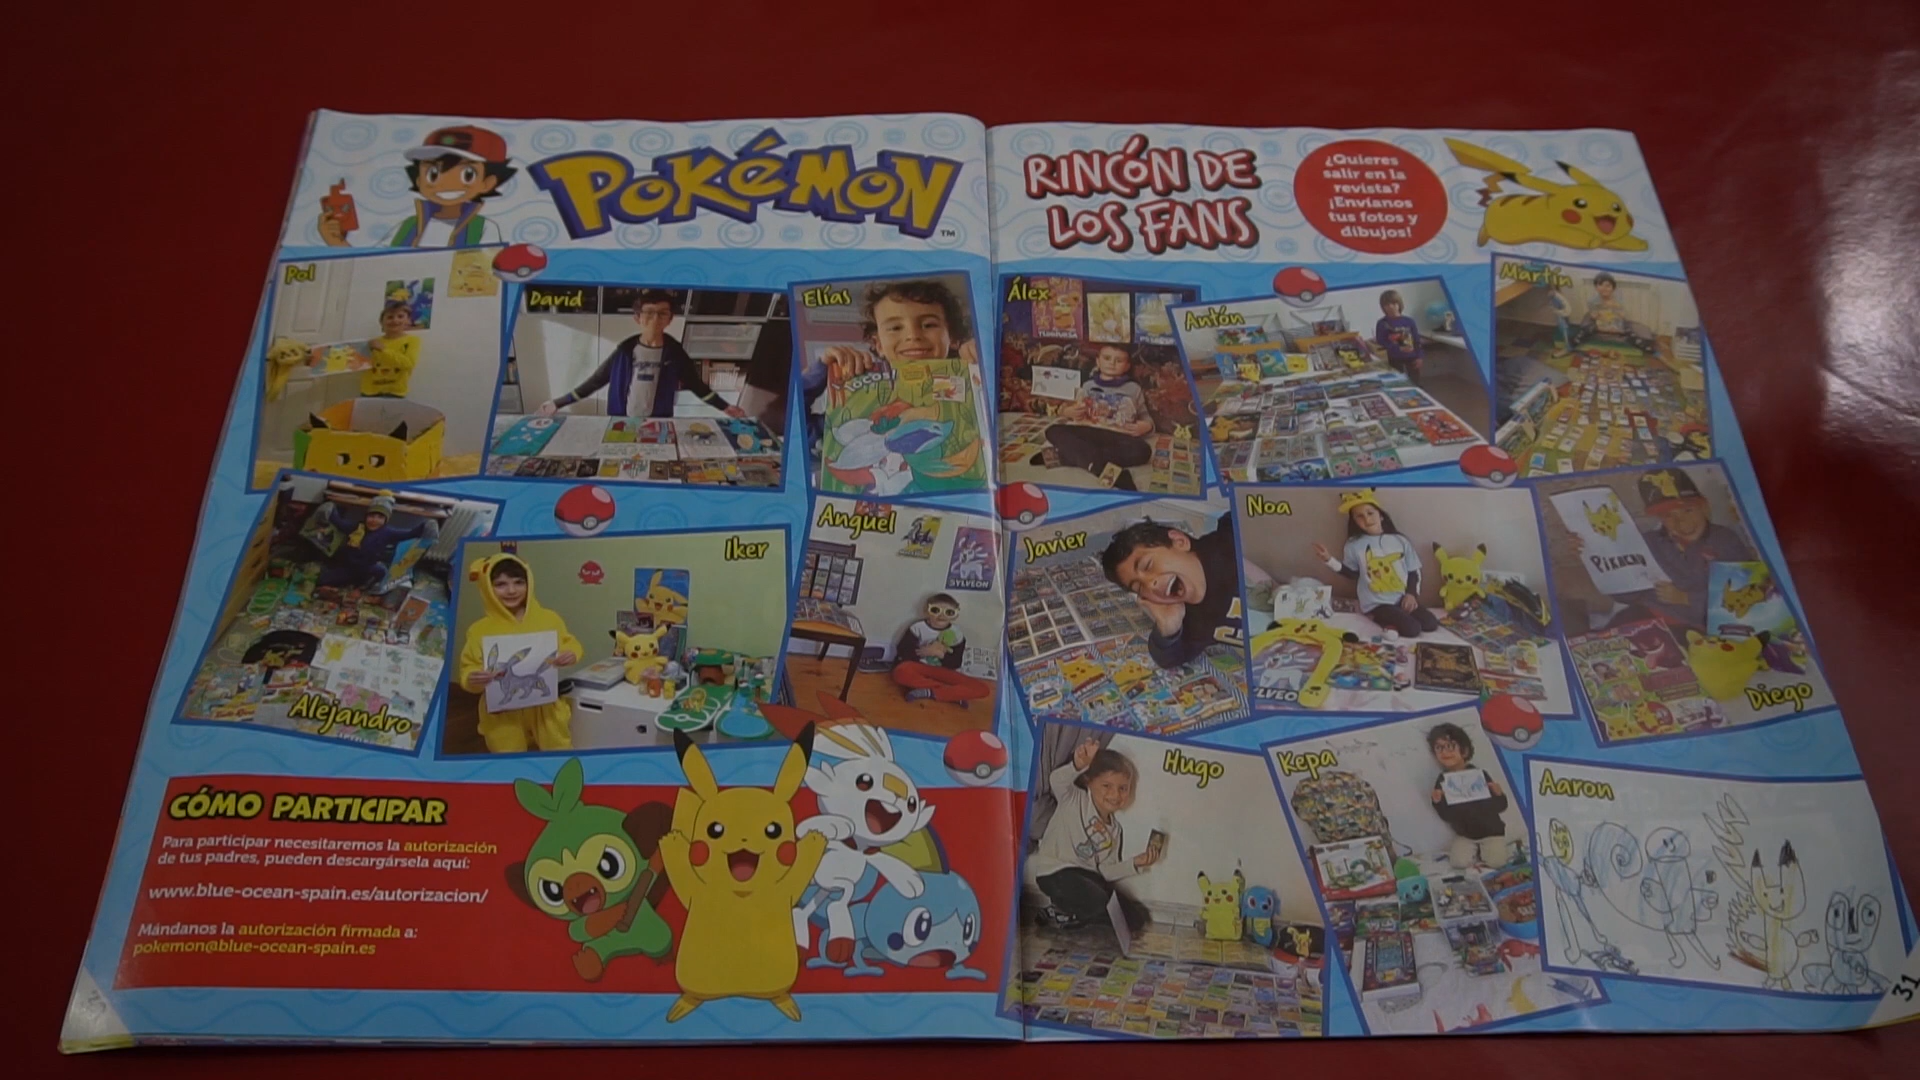 POKÉMON
TM
RINCÓN DE
LOS FANS
¿Quieres
salir en la
revista?
¡Envíanos
tus fotos y
dibujos!
Pol
David
Elías
Álex
Antón
Martín
Alejandro
Iker
Anguel
SYLVEON
Javier
Noa
Pikachu
Diego
Hugo
Kepa
Aaron
CÓMO PARTICIPAR
Para participar necesitaremos la autorización
de tus padres, pueden descargársela aquí:
www.blue-ocean-spain.es/autorizacion/
Mándanos la autorización firmada a:
pokemon@blue-ocean-spain.es
31